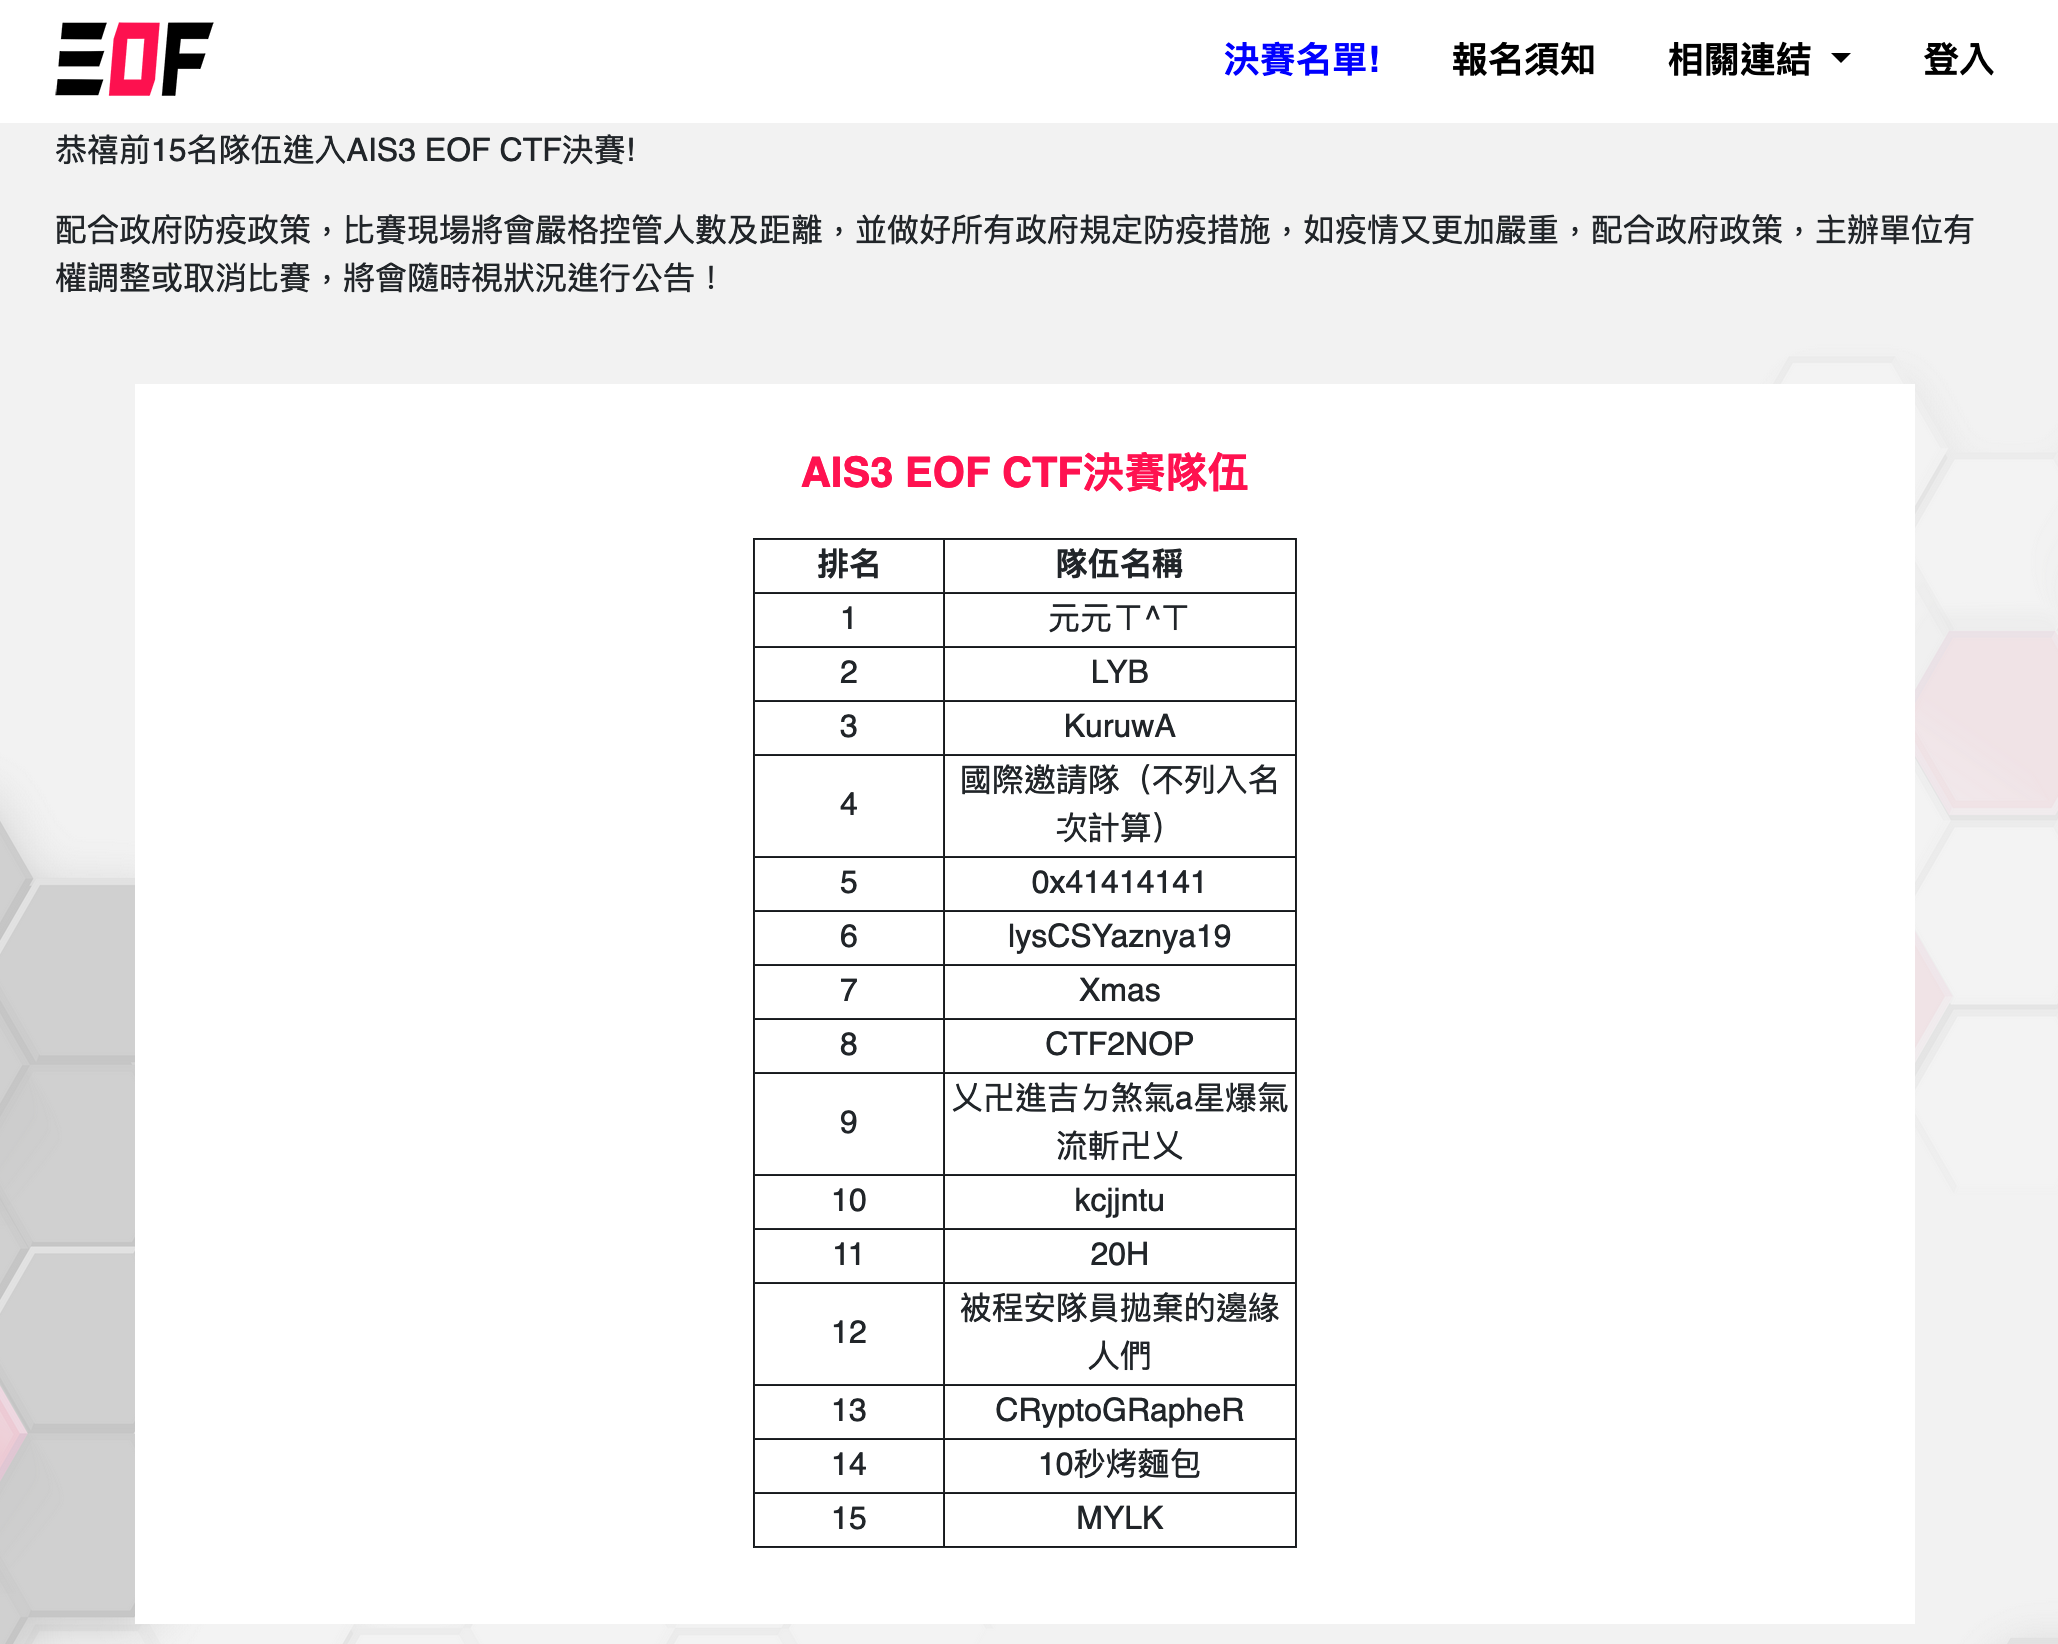 EOF
決賽名單!
報名須知
相關連結
登入
恭禧前15名隊伍進入AIS3 EOF CTF決賽!
配合政府防疫政策，比賽現場將會嚴格控管人數及距離，並做好所有政府規定防疫措施，如疫情又更加嚴重，配合政府政策，主辦單位有
權調整或取消比賽，將會隨時視狀況進行公告！
AIS3 EOF CTF決賽隊伍
排名 隊伍名稱
1 元元ㄒ^ㄒ
2 LYB
3 KuruwA
4 國際邀請隊（不列入名
次計算）
5 0x41414141
6 lysCSYaznya19
7 Xmas
8 CTF2NOP
9 乂卍進吉ㄉ煞氣a星爆氣
流斬卍乂
10 kcjjntu
11 20H
12 被程安隊員拋棄的邊緣
人們
13 CRyptoGRapheR
14 10秒烤麵包
15 MYLK